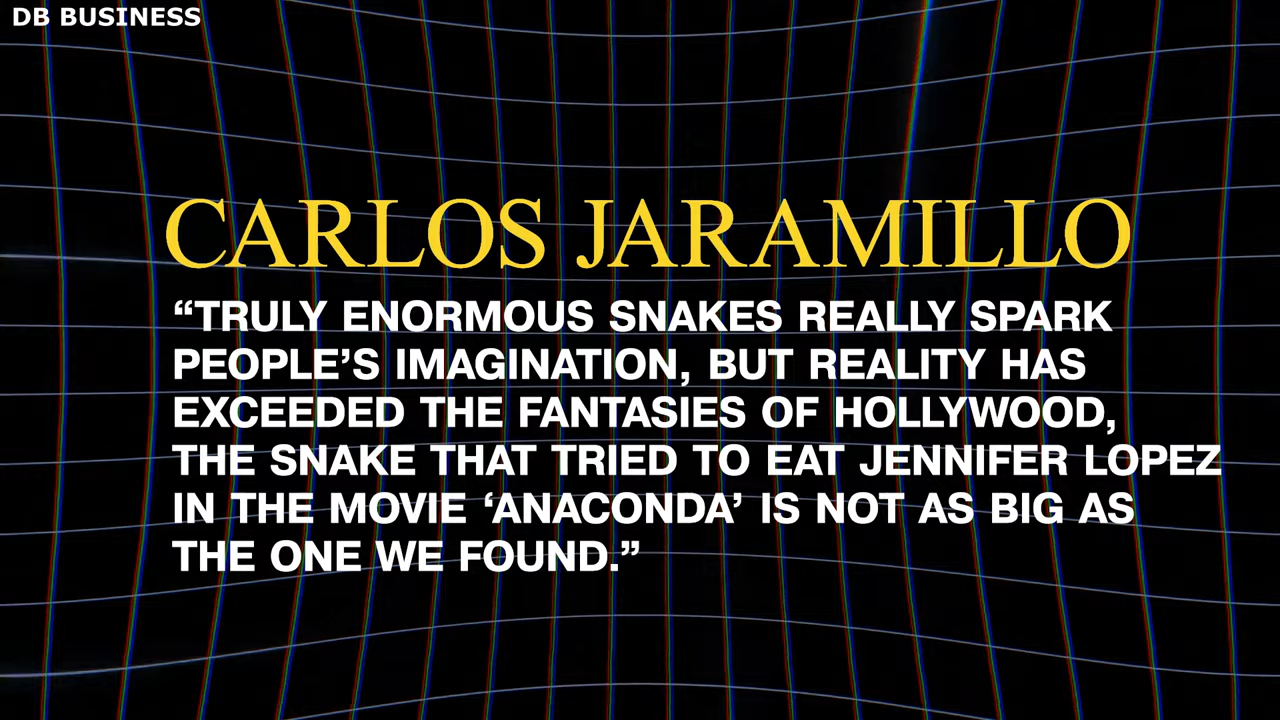 DB BUSINESS
CARLOS JARAMILLO
“TRULY ENORMOUS SNAKES REALLY SPARK
PEOPLE’S IMAGINATION, BUT REALITY HAS
EXCEEDED THE FANTASIES OF HOLLYWOOD,
THE SNAKE THAT TRIED TO EAT JENNIFER LOPEZ
IN THE MOVIE ‘ANACONDA’ IS NOT AS BIG AS
THE ONE WE FOUND.”